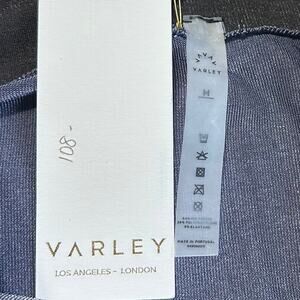 108-
VARLEY
LOS ANGELES - LONDON
VARLEY
M
MADE IN PORTUGAL